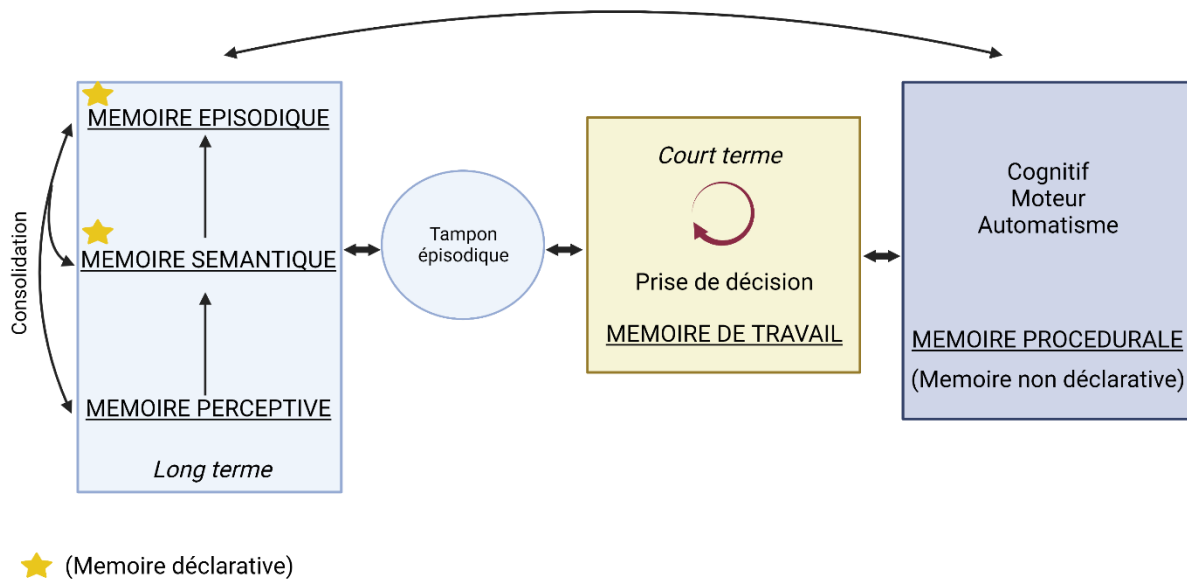 MEMOIRE EPISODIQUE
MEMOIRE SEMANTIQUE
MEMOIRE PERCEPTIVE
Long terme
Consolidation
Tampon
épisodique
Court terme
Prise de décision
MEMOIRE DE TRAVAIL
Cognitif
Moteur
Automatisme
MEMOIRE PROCEDURALE
(Memoire non déclarative)
(Memoire déclarative)